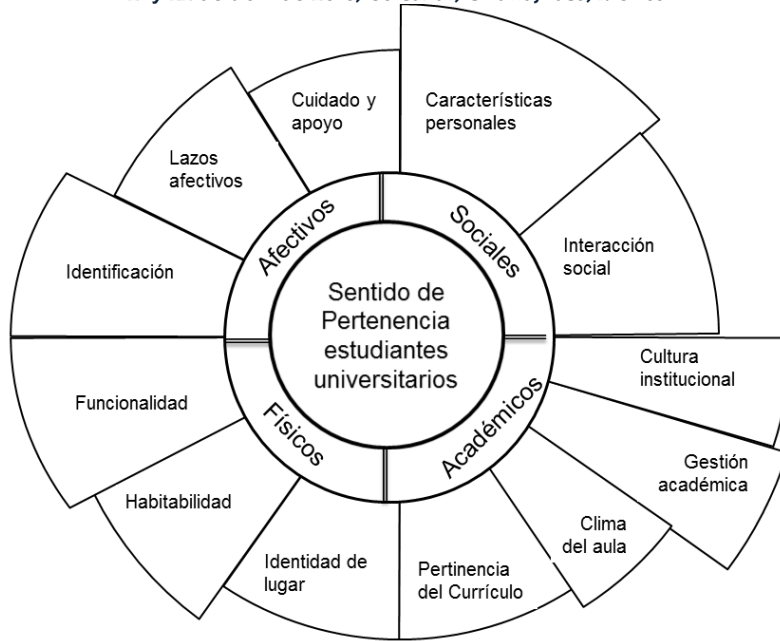 Cuidado y
apoyo
Características
personales
Lazos
afectivos
Interacción
social
Identificación
Afectivos
Sociales
Sentido de
Pertenencia
estudiantes
universitarios
Cultura
institucional
Funcionalidad
Físicos
Académicos
Gestión
académica
Habitabilidad
Clima
del aula
Identidad de
lugar
Pertinencia
del Currículo